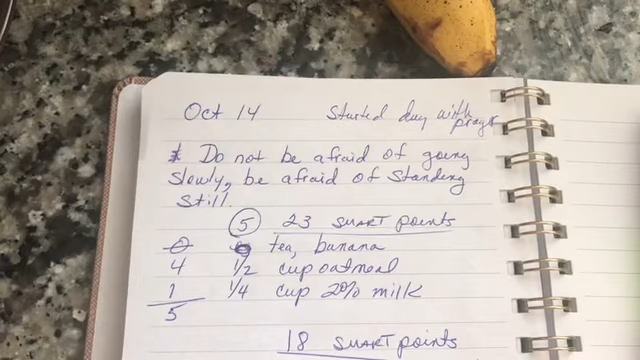 Oct 14 Started day with prayer
* Do not be afraid of going
slowly, be afraid of standing
still.
5 23 SMART points
0 tea, banana
4 1/2 cup oatmeal
1 1/4 cup 2% milk
5
18 SMART points